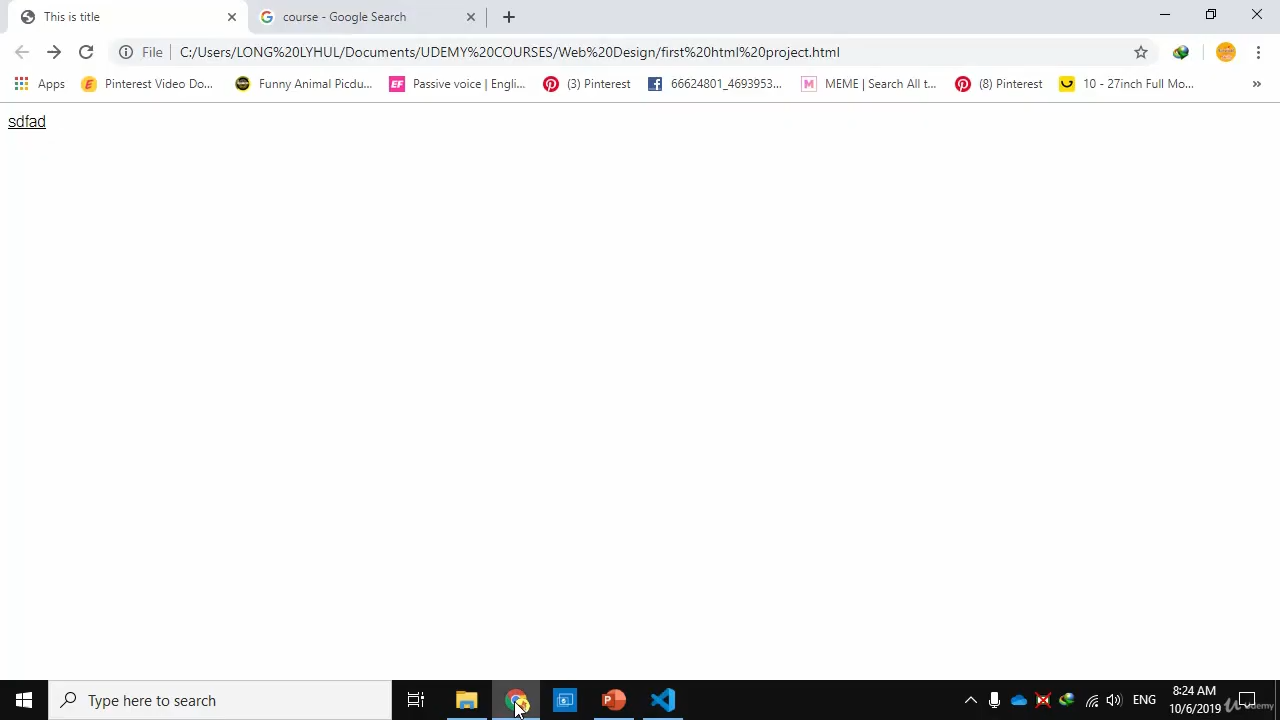 This is title
course - Google Search
File
C:/Users/LONG%20LYHUL/Documents/UDEMY%20COURSES/Web%20Design/first%20html%20project.html
Apps
Pinterest Video Do...
Funny Animal Picdu...
EF
Passive voice | Engli...
(3) Pinterest
66624801_4693953...
M
MEME | Search All t...
(8) Pinterest
10 - 27inch Full Mo...
»
sdfad
Type here to search
ENG
8:24 AM
10/6/2019
Udemy